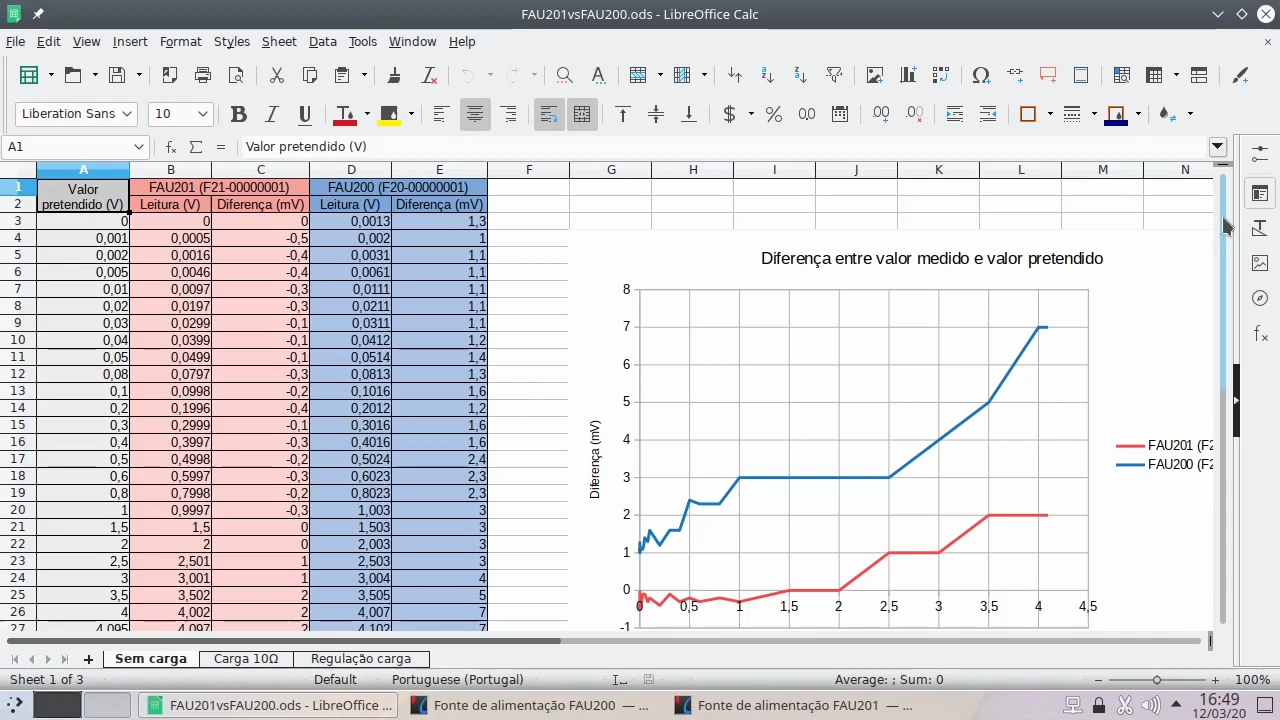 FAU201vsFAU200.ods - LibreOffice Calc
File Edit View Insert Format Styles Sheet Data Tools Window Help
Liberation Sans 10
A1 Valor pretendido (V)
A B C D E F G H I J K L M N
1 Valor FAU201 (F21-00000001) FAU200 (F20-00000001)
2 pretendido (V) Leitura (V) Diferença (mV) Leitura (V) Diferença (mV)
3 0 0 0 0,0013 1,3
4 0,001 0,0005 -0,5 0,002 1
5 0,002 0,0016 -0,4 0,0031 1,1
6 0,005 0,0046 -0,4 0,0061 1,1
7 0,01 0,0097 -0,3 0,0111 1,1
8 0,02 0,0197 -0,3 0,0211 1,1
9 0,03 0,0299 -0,1 0,0311 1,1
10 0,04 0,0399 -0,1 0,0412 1,2
11 0,05 0,0499 -0,1 0,0514 1,4
12 0,08 0,0797 -0,3 0,0813 1,3
13 0,1 0,0998 -0,2 0,1016 1,6
14 0,2 0,1996 -0,4 0,2012 1,2
15 0,3 0,2999 -0,1 0,3016 1,6
16 0,4 0,3997 -0,3 0,4016 1,6
17 0,5 0,4998 -0,2 0,5024 2,4
18 0,6 0,5997 -0,3 0,6023 2,3
19 0,8 0,7998 -0,2 0,8023 2,3
20 1 0,9997 -0,3 1,003 3
21 1,5 1,5 0 1,503 3
22 2 2 0 2,003 3
23 2,5 2,501 1 2,503 3
24 3 3,001 1 3,004 4
25 3,5 3,502 2 3,505 5
26 4 4,002 2 4,007 7
27 4,095 4,097 2 4,102 7
Diferença entre valor medido e valor pretendido
8
7
6
5
4
3
2
1
0
-1
Diferença (mV)
0 0,5 1 1,5 2 2,5 3 3,5 4 4,5
FAU201 (F2
FAU200 (F2
Sem carga Carga 10Ω Regulação carga
Sheet 1 of 3 Default Portuguese (Portugal) Average: ; Sum: 0 100%
FAU201vsFAU200.ods - LibreOffice ... Fonte de alimentação FAU200 — ... Fonte de alimentação FAU201 — ... 16:49
12/03/20